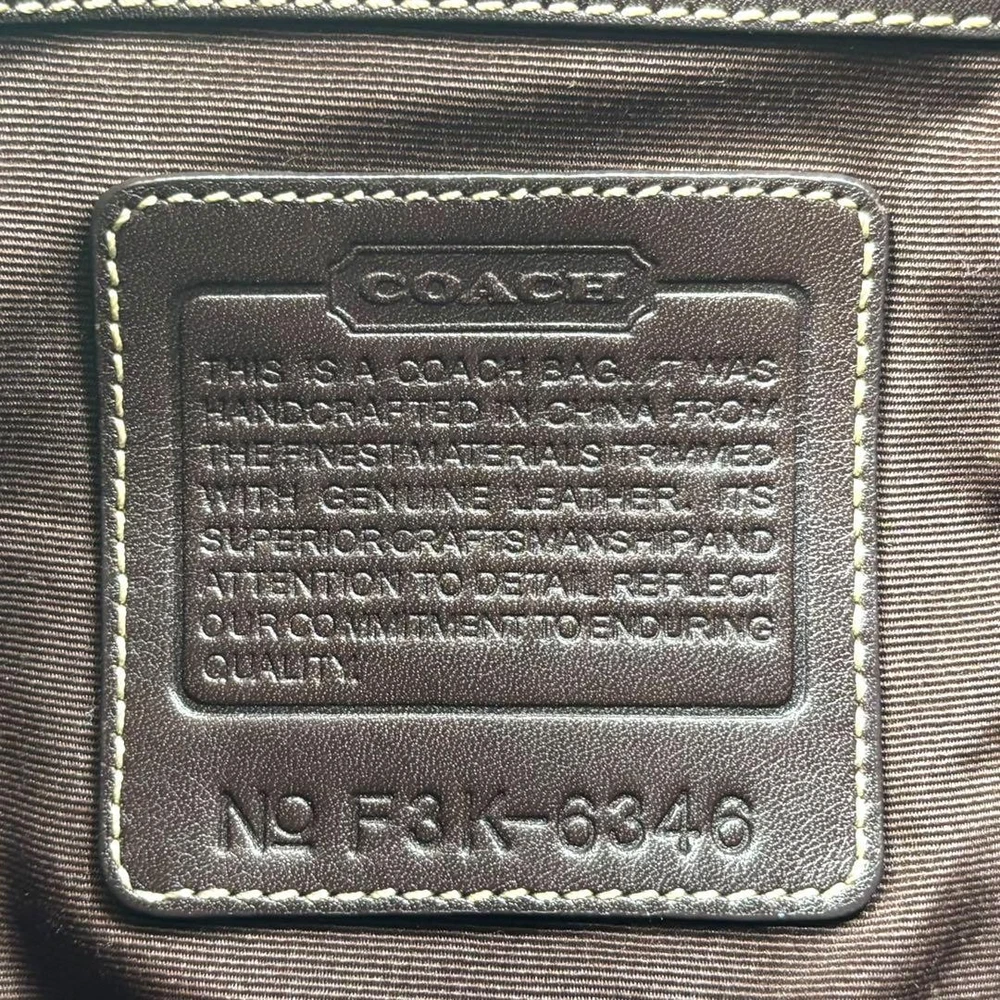 COACH
THIS IS A COACH BAG. IT WAS
HANDCRAFTED IN CHINA FROM
THE FINEST MATERIALS TRIMMED
WITH GENUINE LEATHER. ITS
SUPERIOR CRAFTSMANSHIP AND
ATTENTION TO DETAIL REFLECT
OUR COMMITMENT TO ENDURING
QUALITY.
Nº F3K-6346